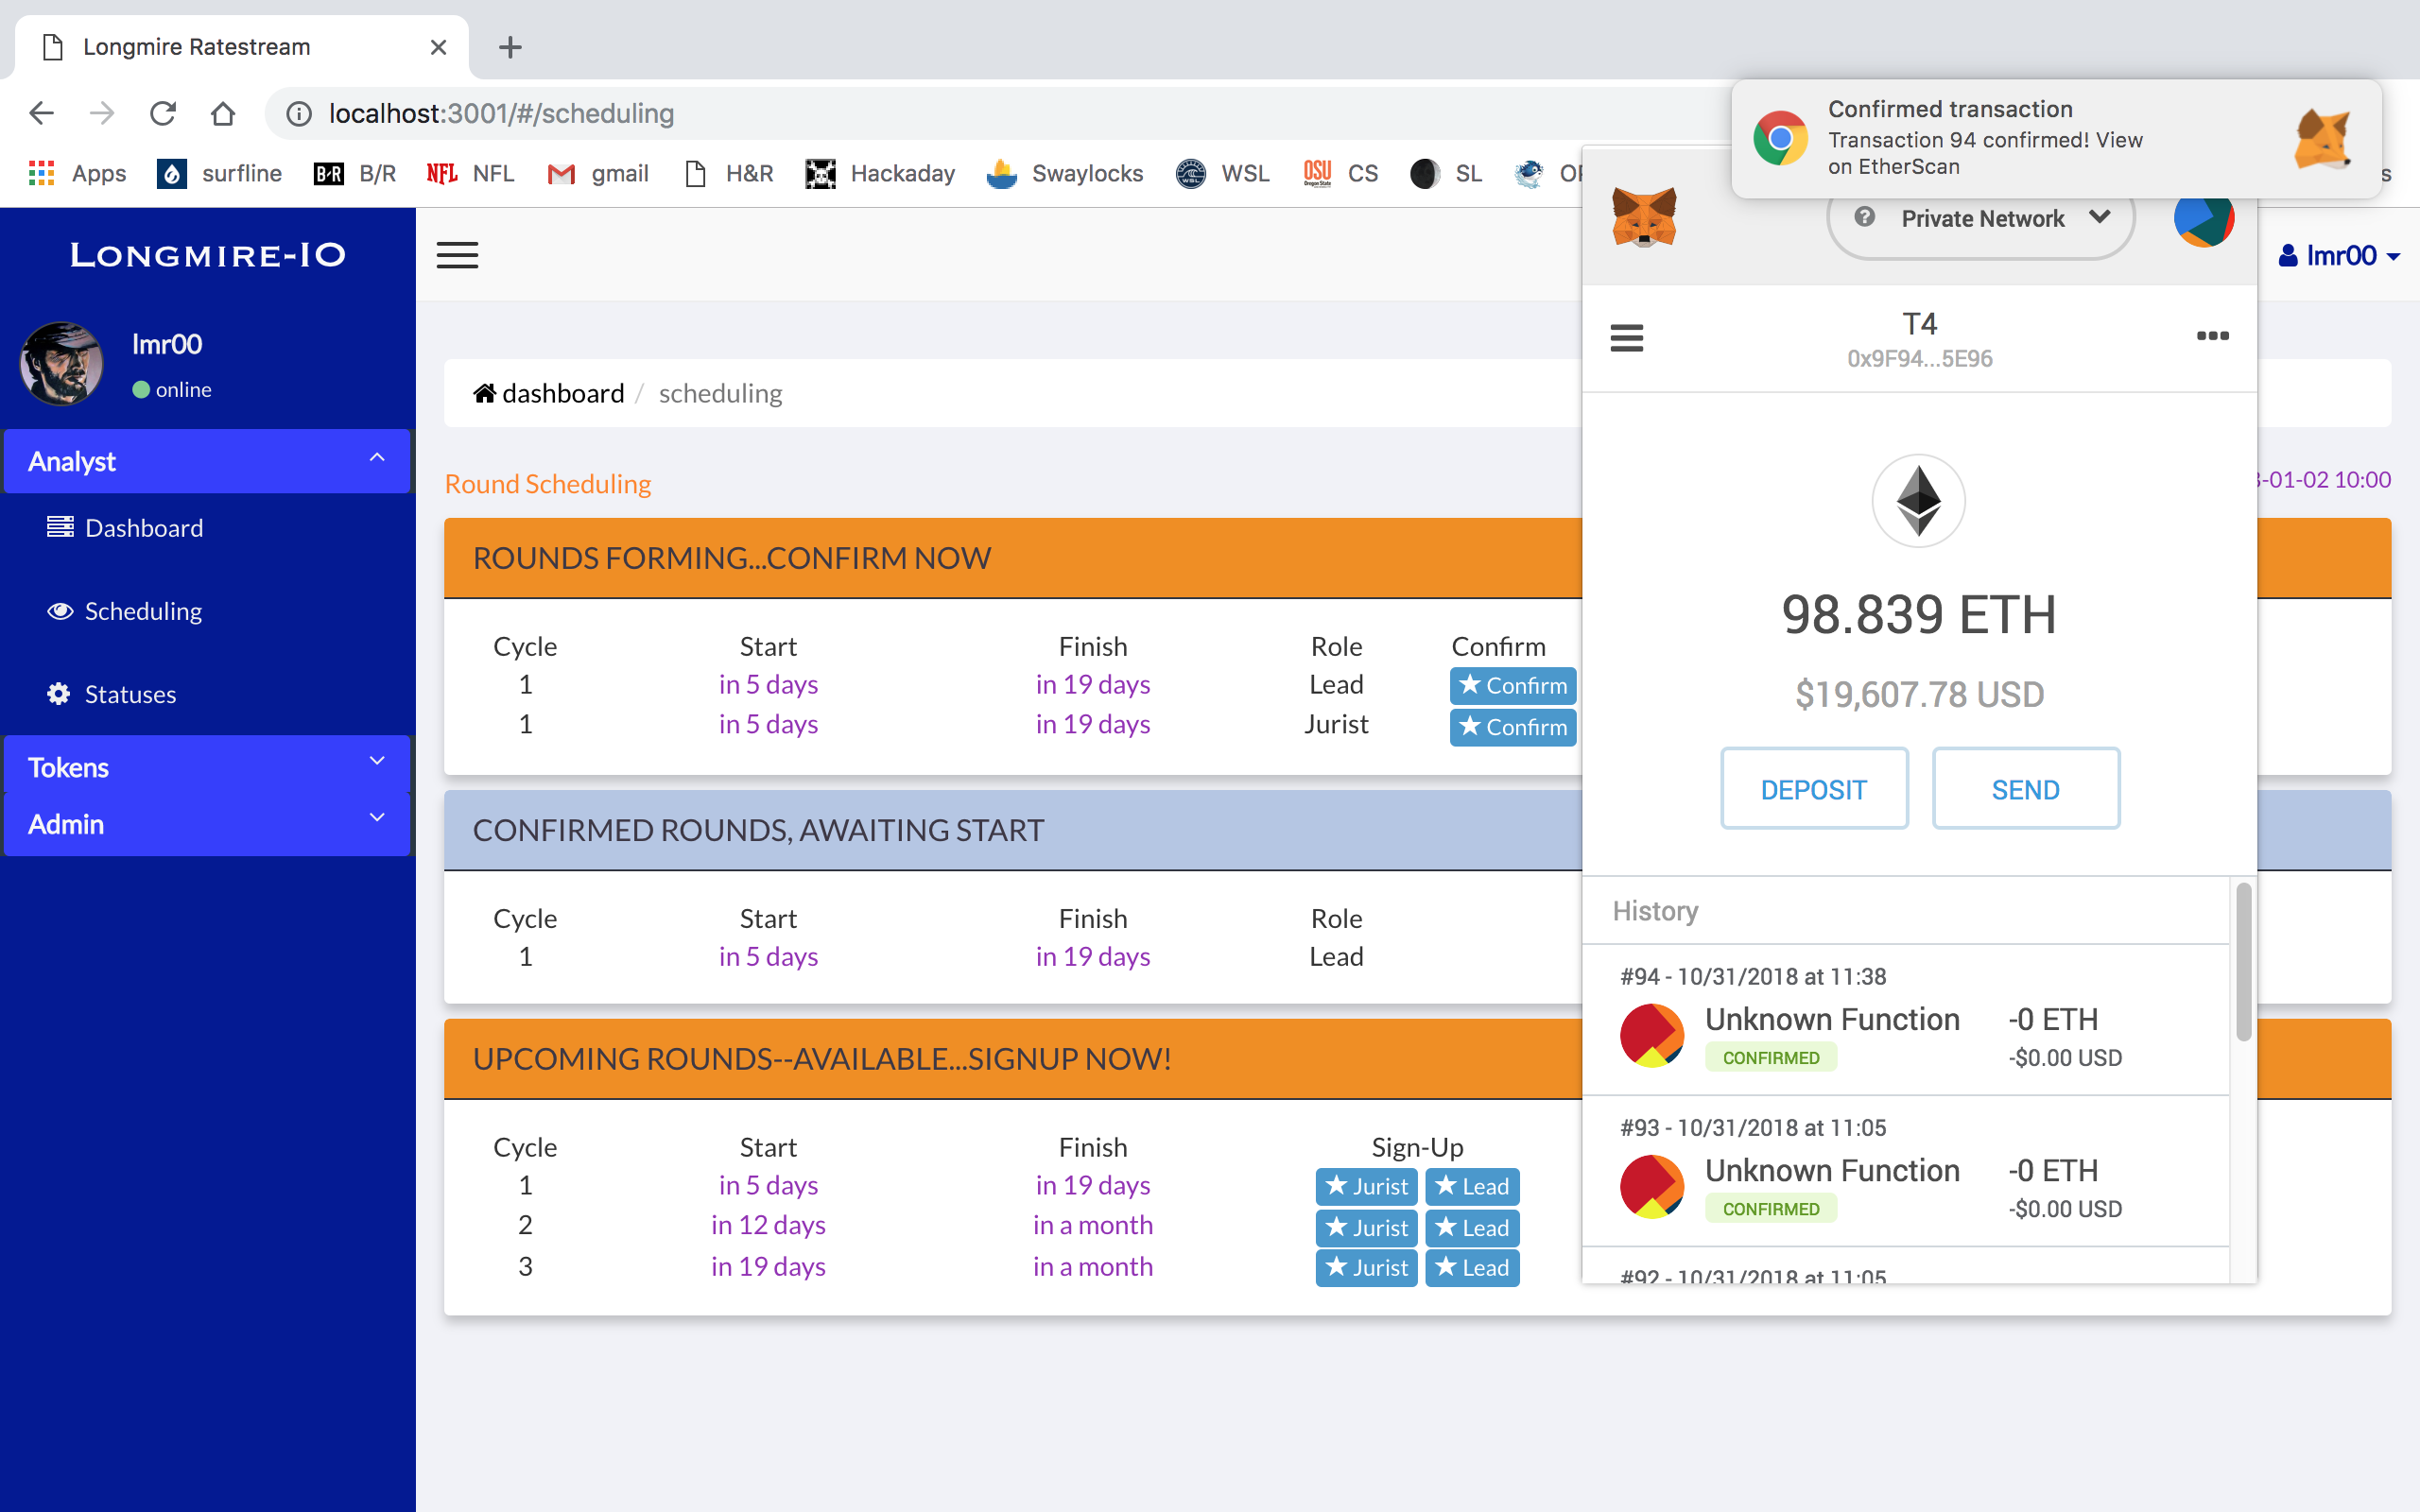 Longmire Ratestream
localhost:3001/#/scheduling
Confirmed transaction
Transaction 94 confirmed! View
on EtherScan
Apps surfline B/R NFL gmail H&R Hackaday Swaylocks WSL CS SL
LONGMIRE-IO
Private Network
lmr00
lmr00
online
T4
0x9F94...5E96
dashboard / scheduling
Analyst
Dashboard
Scheduling
Statuses
Tokens
Admin
Round Scheduling
-01-02 10:00
ROUNDS FORMING...CONFIRM NOW
Cycle Start Finish Role Confirm
1 in 5 days in 19 days Lead Confirm
1 in 5 days in 19 days Jurist Confirm
CONFIRMED ROUNDS, AWAITING START
Cycle Start Finish Role
1 in 5 days in 19 days Lead
UPCOMING ROUNDS--AVAILABLE...SIGNUP NOW!
Cycle Start Finish Sign-Up
1 in 5 days in 19 days Jurist Lead
2 in 12 days in a month Jurist Lead
3 in 19 days in a month Jurist Lead
98.839 ETH
$19,607.78 USD
DEPOSIT SEND
History
#94 - 10/31/2018 at 11:38
Unknown Function -0 ETH
CONFIRMED -$0.00 USD
#93 - 10/31/2018 at 11:05
Unknown Function -0 ETH
CONFIRMED -$0.00 USD
#92 - 10/31/2018 at 11:05